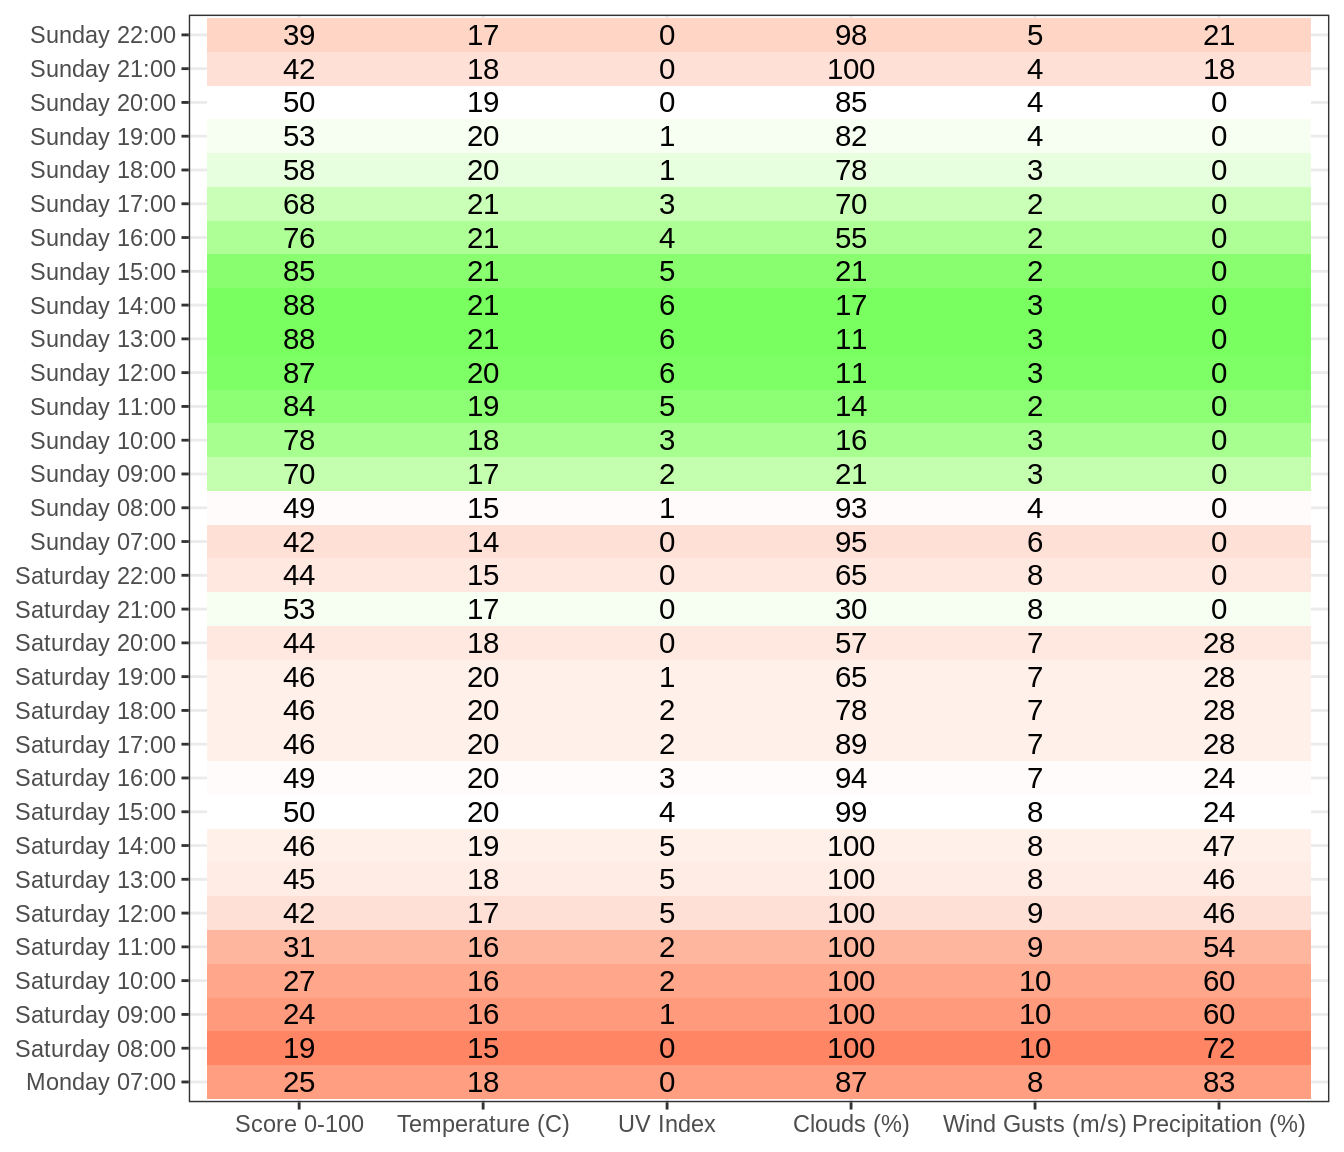 Sunday 22:00 39 17 0 98 5 21
Sunday 21:00 42 18 0 100 4 18
Sunday 20:00 50 19 0 85 4 0
Sunday 19:00 53 20 1 82 4 0
Sunday 18:00 58 20 1 78 3 0
Sunday 17:00 68 21 3 70 2 0
Sunday 16:00 76 21 4 55 2 0
Sunday 15:00 85 21 5 21 2 0
Sunday 14:00 88 21 6 17 3 0
Sunday 13:00 88 21 6 11 3 0
Sunday 12:00 87 20 6 11 3 0
Sunday 11:00 84 19 5 14 2 0
Sunday 10:00 78 18 3 16 3 0
Sunday 09:00 70 17 2 21 3 0
Sunday 08:00 49 15 1 93 4 0
Sunday 07:00 42 14 0 95 6 0
Saturday 22:00 44 15 0 65 8 0
Saturday 21:00 53 17 0 30 8 0
Saturday 20:00 44 18 0 57 7 28
Saturday 19:00 46 20 1 65 7 28
Saturday 18:00 46 20 2 78 7 28
Saturday 17:00 46 20 2 89 7 28
Saturday 16:00 49 20 3 94 7 24
Saturday 15:00 50 20 4 99 8 24
Saturday 14:00 46 19 5 100 8 47
Saturday 13:00 45 18 5 100 8 46
Saturday 12:00 42 17 5 100 9 46
Saturday 11:00 31 16 2 100 9 54
Saturday 10:00 27 16 2 100 10 60
Saturday 09:00 24 16 1 100 10 60
Saturday 08:00 19 15 0 100 10 72
Monday 07:00 25 18 0 87 8 83
Score 0-100 Temperature (C) UV Index Clouds (%) Wind Gusts (m/s) Precipitation (%)